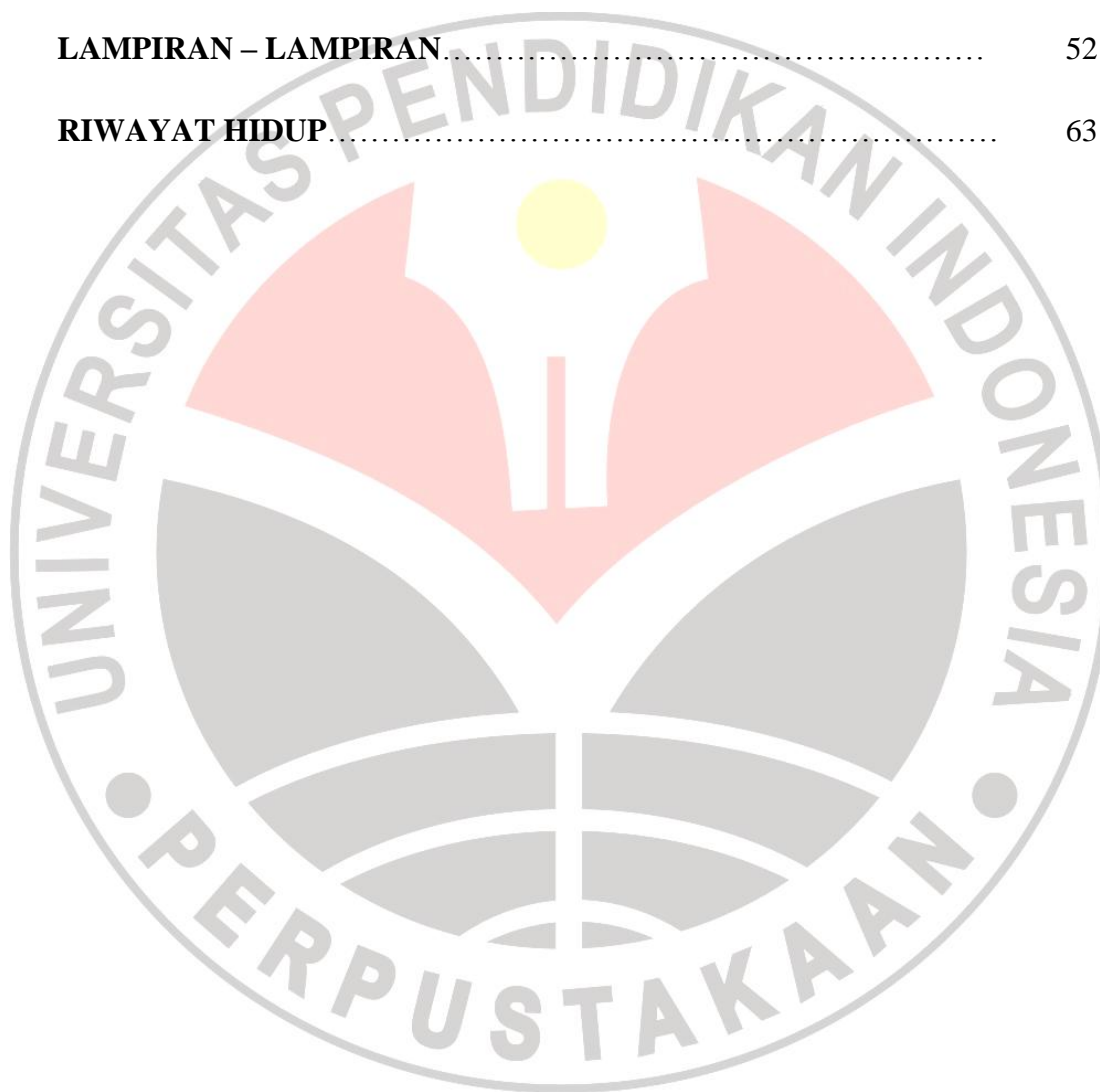 LAMPIRAN – LAMPIRAN………………………………………………… 52
RIWAYAT HIDUP…………………………………………………………… 63
UNIVERSITAS PENDIDIKAN INDONESIA
PERPUSTAKAAN